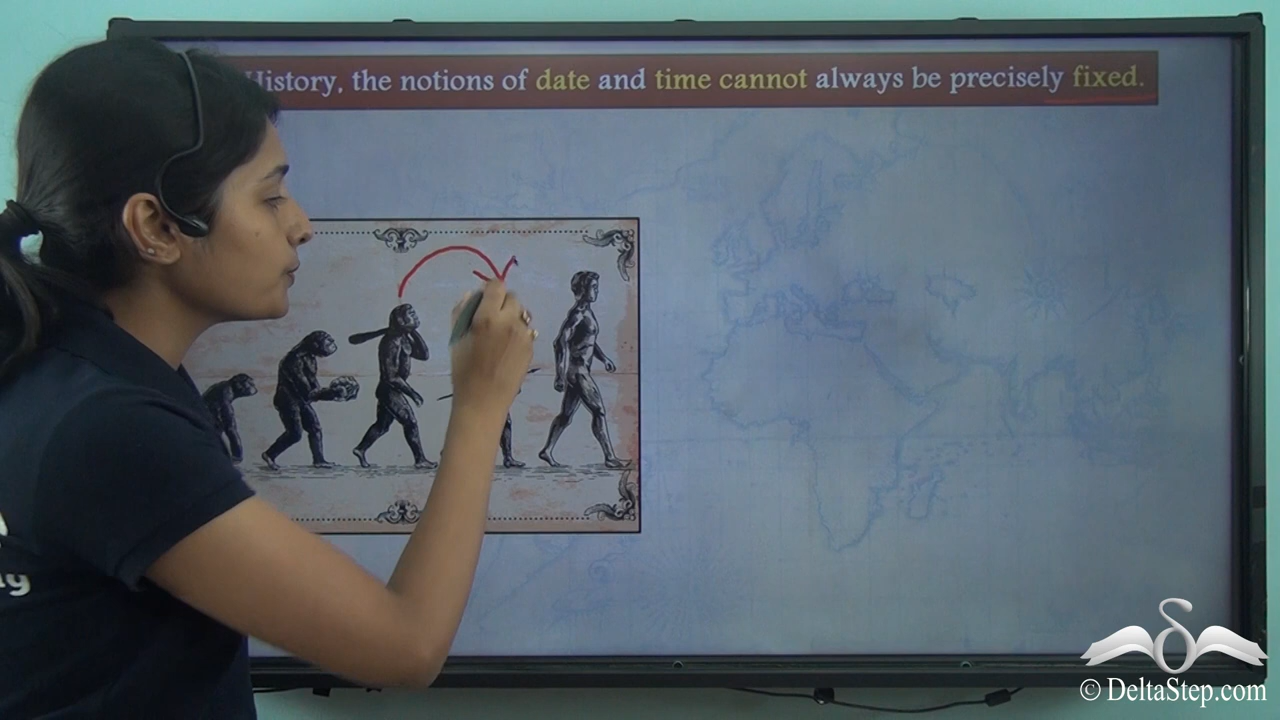 History, the notions of date and time cannot always be precisely fixed.
© DeltaStep.com